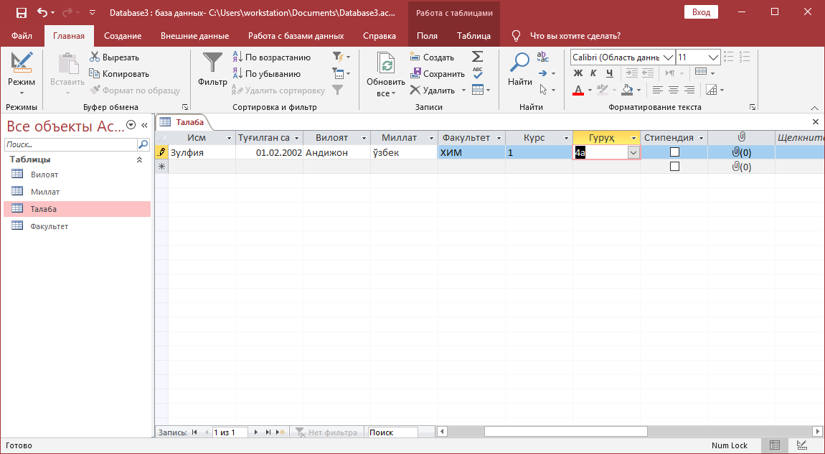 Database3 : база данных- C:\Users\workstation\Documents\Database3.ac...
Работа с таблицами
Вход
Файл Главная Создание Внешние данные Работа с базами данных Справка Поля Таблица Что вы хотите сделать?
Режим
Режимы
Вставить
Вырезать
Копировать
Формат по образцу
Буфер обмена
Фильтр
По возрастанию
По убыванию
Удалить сортировку
Сортировка и фильтр
Обновить
все
Создать
Сохранить
Удалить
Записи
Найти
Найти
Calibri (Область данны 11
Ж К Ч
Форматирование текста
Все объекты Ac...
Поиск...
Таблицы
Вилоят
Миллат
Талаба
Факультет
Талаба
Исм Туғилган са Вилоят Миллат Факультет Курс Гуруҳ Стипендия Щелкните
Зулфия 01.02.2002 Андижон ўзбек ХИМ 1 4а (0)
(0)
Запись: 1 из 1 Нет фильтра Поиск
Готово
Num Lock